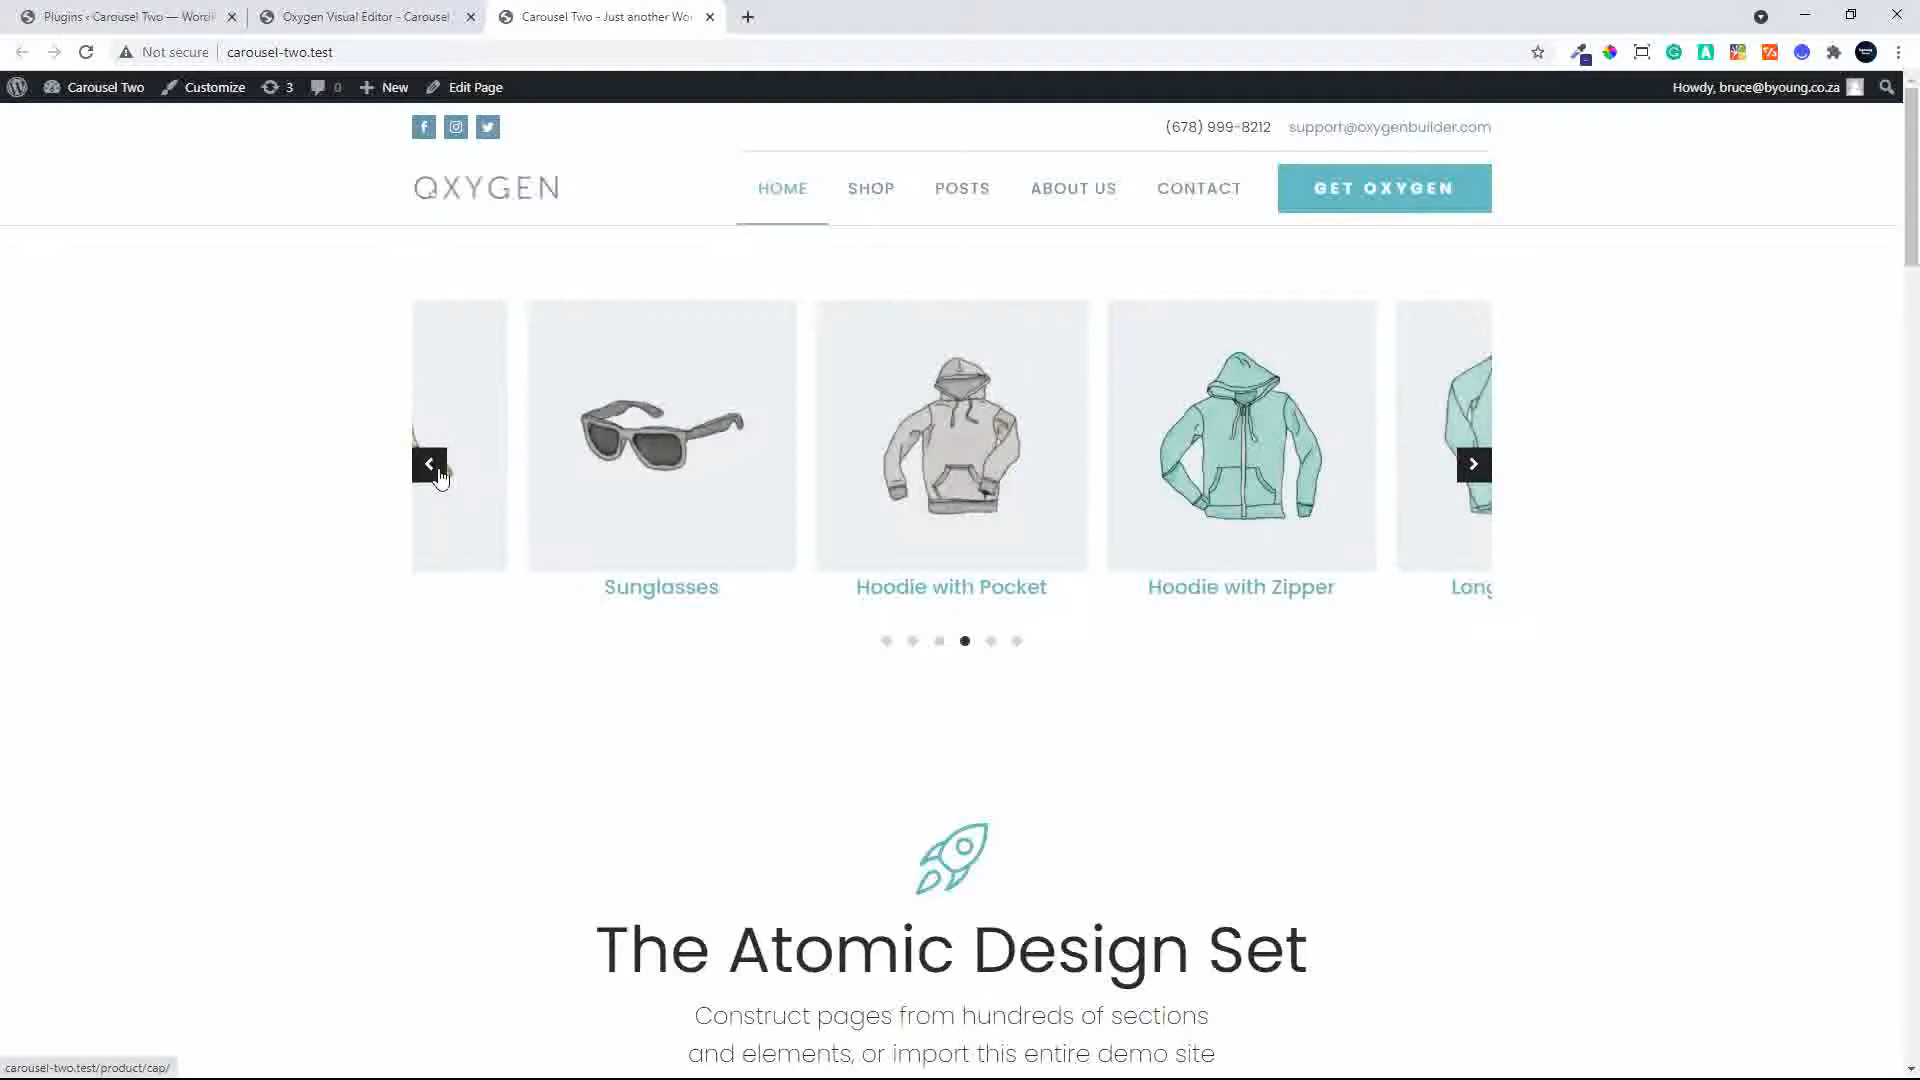 Plugins ‹ Carousel Two — Word
Oxygen Visual Editor - Carousel
Carousel Two - Just another Wo
Not secure
carousel-two.test
Carousel Two
Customize
3
0
New
Edit Page
Howdy, bruce@byoung.co.za
(678) 999-8212
support@oxygenbuilder.com
OXYGEN
HOME
SHOP
POSTS
ABOUT US
CONTACT
GET OXYGEN
Sunglasses
Hoodie with Pocket
Hoodie with Zipper
Long
The Atomic Design Set
Construct pages from hundreds of sections
and elements, or import this entire demo site
carousel-two.test/product/cap/